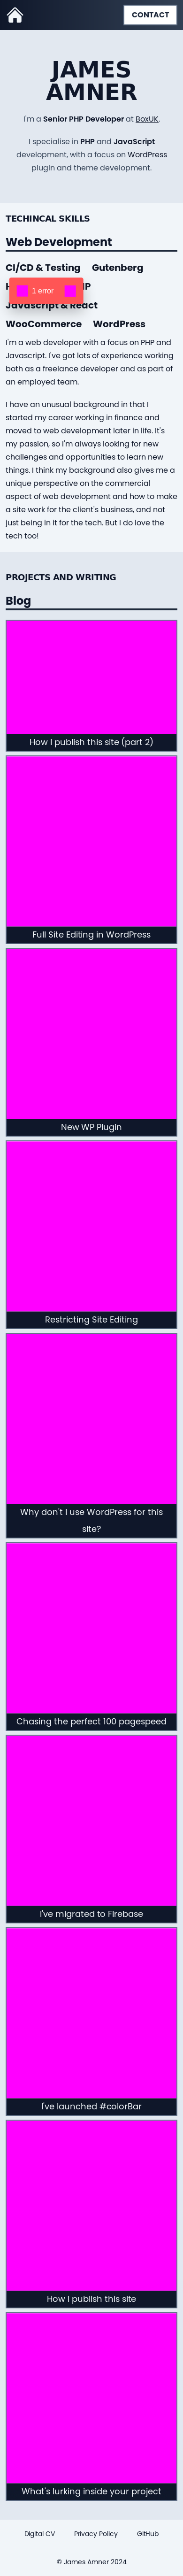 CONTACT
JAMES
AMNER
I'm a Senior PHP Developer at BoxUK.
I specialise in PHP and JavaScript
development, with a focus on WordPress
plugin and theme development.
TECHINCAL SKILLS
Web Development
CI/CD & Testing Gutenberg
1 error
Javascript & React
WooCommerce WordPress
I'm a web developer with a focus on PHP and
Javascript. I've got lots of experience working
both as a freelance developer and as part of
an employed team.
I have an unusual background in that I
started my career working in finance and
moved to web development later in life. It's
my passion, so I'm always looking for new
challenges and opportunities to learn new
things. I think my background also gives me a
unique perspective on the commercial
aspect of web development and how to make
a site work for the client's business, and not
just being in it for the tech. But I do love the
tech too!
PROJECTS AND WRITING
Blog
How I publish this site (part 2)
Full Site Editing in WordPress
New WP Plugin
Restricting Site Editing
Why don't I use WordPress for this
site?
Chasing the perfect 100 pagespeed
I've migrated to Firebase
I've launched #colorBar
How I publish this site
What's lurking inside your project
Digital CV Privacy Policy GitHub
© James Amner 2024